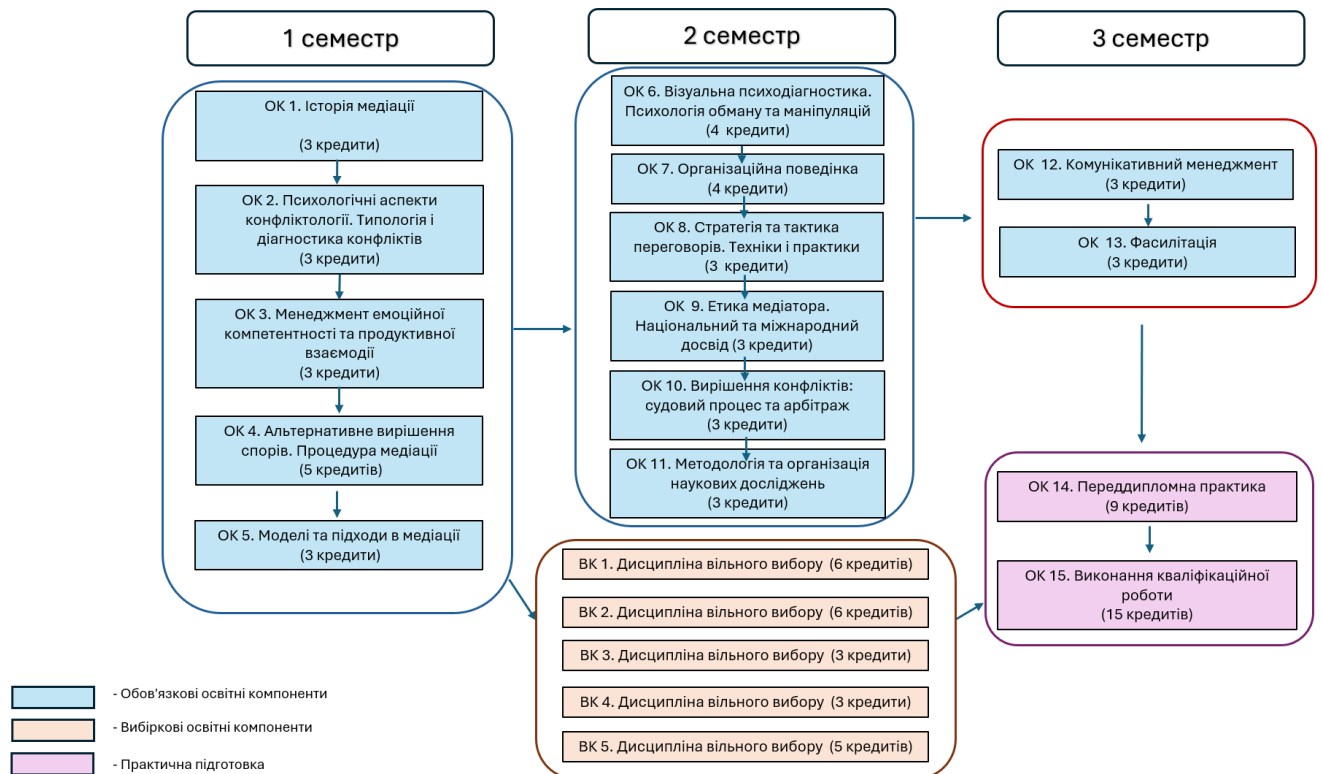 1 семестр
2 семестр
3 семестр
ОК 1. Історія медіації
(3 кредити)
ОК 2. Психологічні аспекти
конфліктології. Типологія і
діагностика конфліктів
(3 кредити)
ОК 3. Менеджмент емоційної
компетентності та продуктивної
взаємодії
(3 кредити)
ОК 4. Альтернативне вирішення
спорів. Процедура медіації
(5 кредитів)
ОК 5. Моделі та підходи в медіації
(3 кредити)
ОК 6. Візуальна психодіагностика.
Психологія обману та маніпуляцій
(4 кредити)
ОК 7. Організаційна поведінка
(4 кредити)
ОК 8. Стратегія та тактика
переговорів. Техніки і практики
(3 кредити)
ОК 9. Етика медіатора.
Національний та міжнародний
досвід (3 кредити)
ОК 10. Вирішення конфліктів:
судовий процес та арбітраж
(3 кредити)
ОК 11. Методологія та організація
наукових досліджень
(3 кредити)
ВК 1. Дисципліна вільного вибору (6 кредитів)
ВК 2. Дисципліна вільного вибору (6 кредитів)
ВК 3. Дисципліна вільного вибору (3 кредити)
ВК 4. Дисципліна вільного вибору (3 кредити)
ВК 5. Дисципліна вільного вибору (5 кредитів)
ОК 12. Комунікативний менеджмент
(3 кредити)
ОК 13. Фасилітація
(3 кредити)
ОК 14. Переддипломна практика
(9 кредитів)
ОК 15. Виконання кваліфікаційної
роботи
(15 кредитів)
- Обов'язкові освітні компоненти
- Вибіркові освітні компоненти
- Практична підготовка